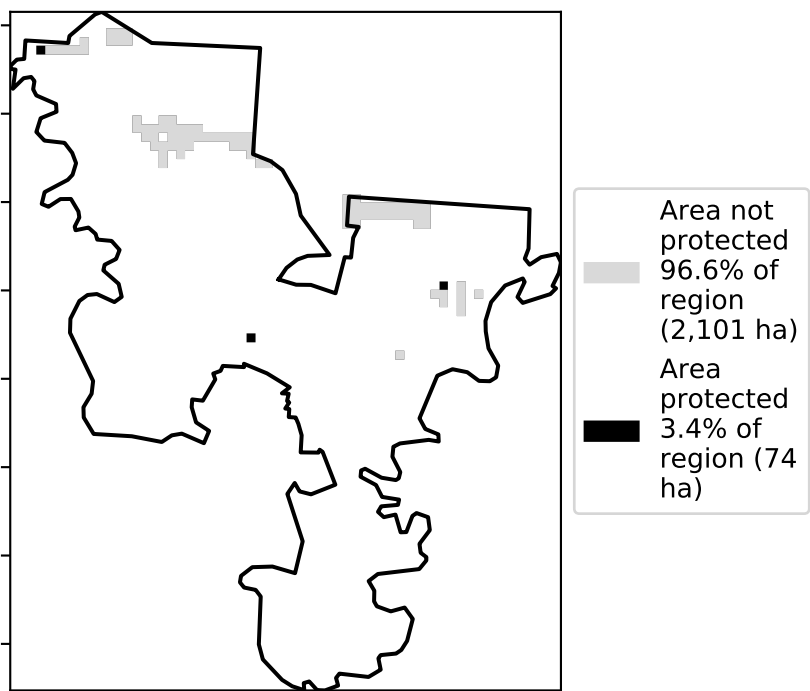 Area not
protected
96.6% of
region
(2,101 ha)
Area
protected
3.4% of
region (74
ha)